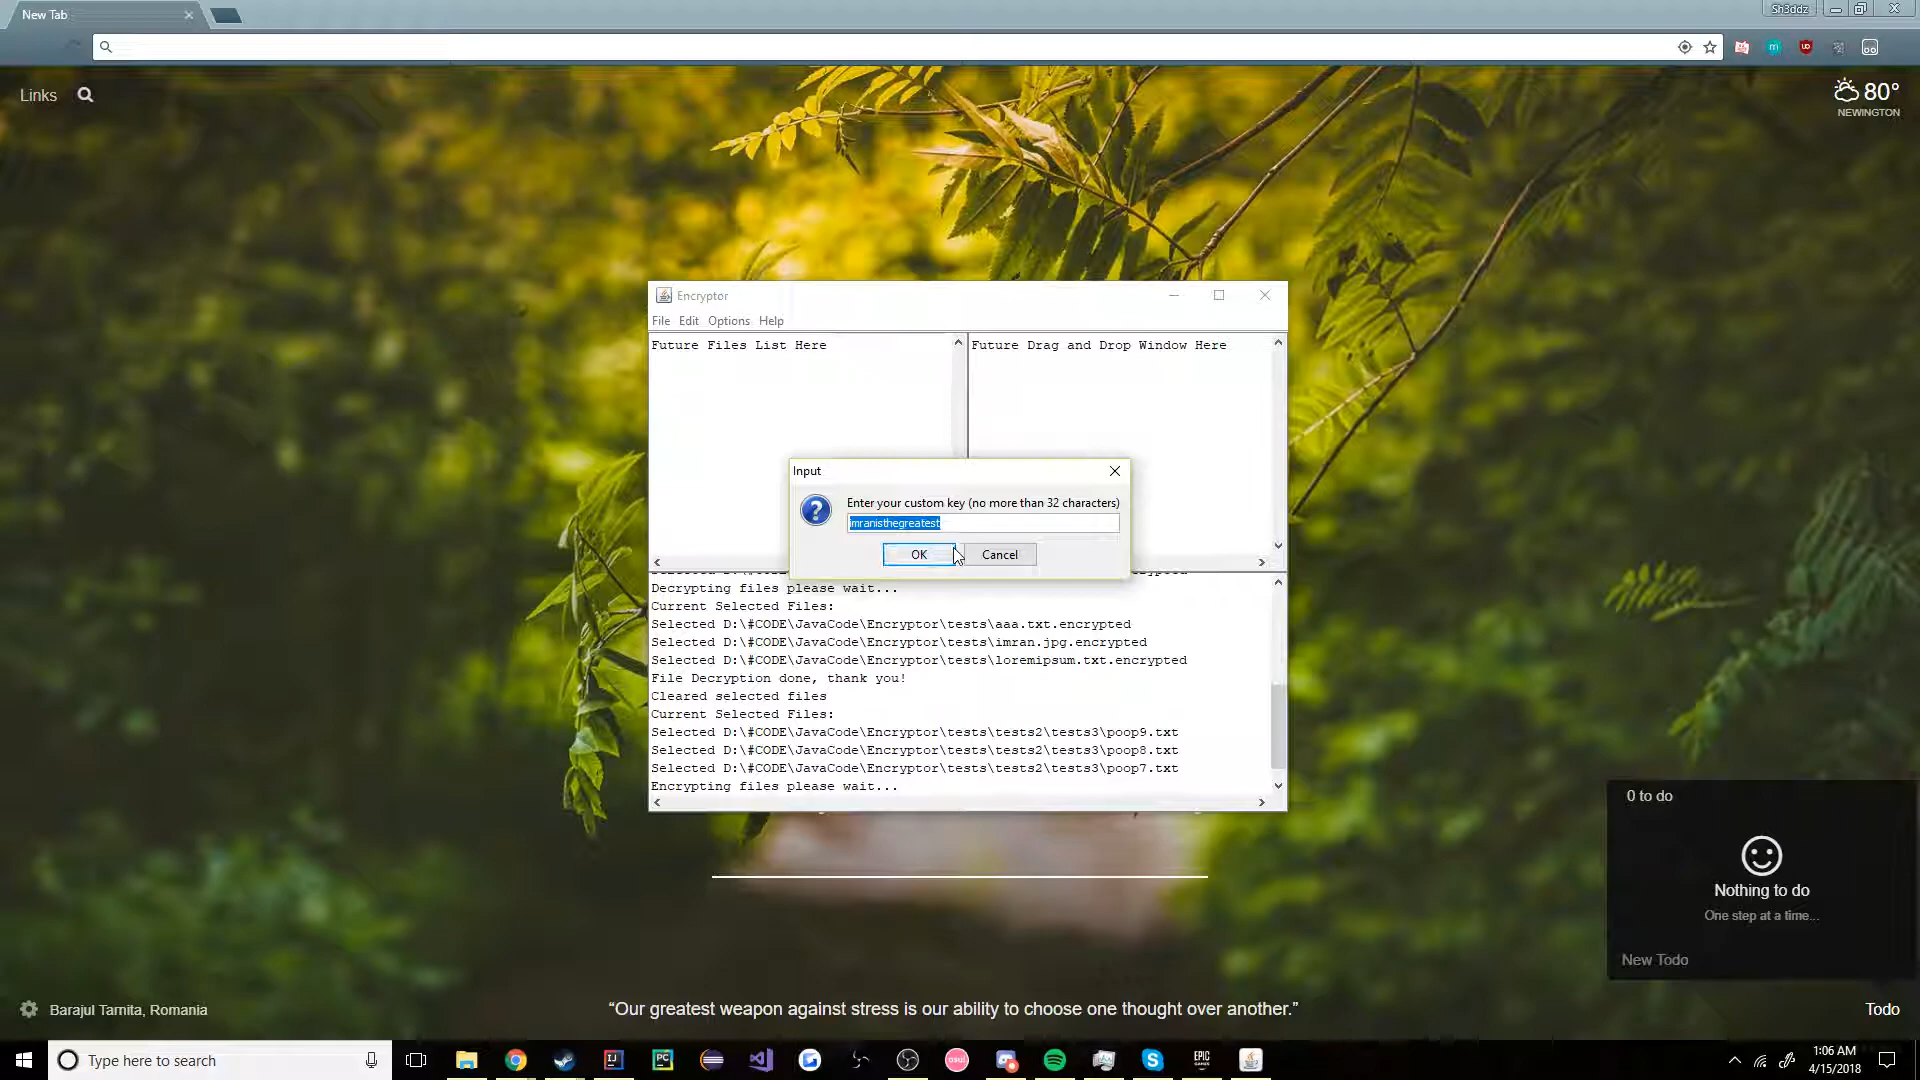 New Tab
Sh3ddz
Links
80°
NEWINGTON
Encryptor
File Edit Options Help
Future Files List Here
Future Drag and Drop Window Here
Input
Enter your custom key (no more than 32 characters)
imranisthegreatest
OK
Cancel
Decrypting files please wait...
Current Selected Files:
Selected D:\#CODE\JavaCode\Encryptor\tests\aaa.txt.encrypted
Selected D:\#CODE\JavaCode\Encryptor\tests\imran.jpg.encrypted
Selected D:\#CODE\JavaCode\Encryptor\tests\loremipsum.txt.encrypted
File Decryption done, thank you!
Cleared selected files
Current Selected Files:
Selected D:\#CODE\JavaCode\Encryptor\tests\tests2\tests3\poop9.txt
Selected D:\#CODE\JavaCode\Encryptor\tests\tests2\tests3\poop8.txt
Selected D:\#CODE\JavaCode\Encryptor\tests\tests2\tests3\poop7.txt
Encrypting files please wait...
0 to do
Nothing to do
One step at a time...
New Todo
Barajul Tarnita, Romania
“Our greatest weapon against stress is our ability to choose one thought over another.”
Todo
Type here to search
IJ
PC
osu!
EPIC
GAMES
1:06 AM
4/15/2018